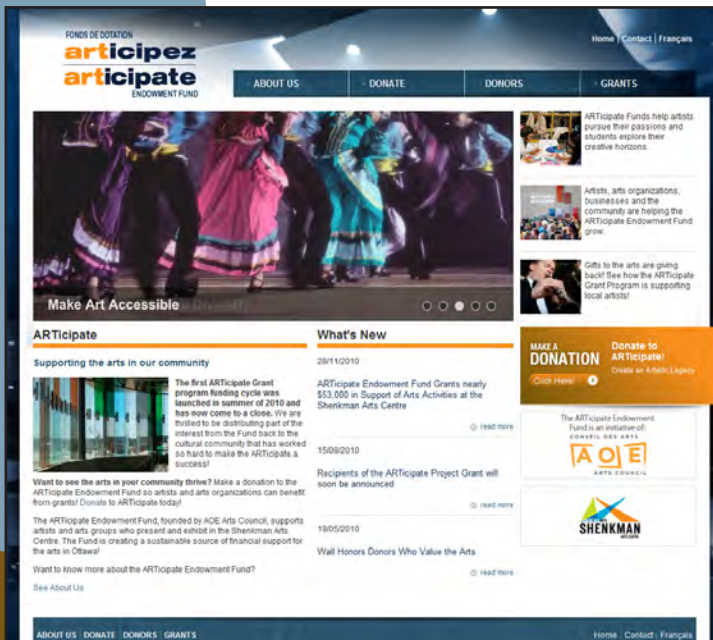 FONDS DE DOTATION
articipez
articipate
ENDOWMENT FUND
Home | Contact | Français
ABOUT US
DONATE
DONORS
GRANTS
Make Art Accessible
ARTicipate Funds help artists
pursue their passions and
students explore their
creative horizons.
Artists, arts organizations,
businesses and the
community are helping the
ARTicipate Endowment Fund
grow.
Gifts to the arts are giving
back! See how the ARTicipate
Grant Program is supporting
local artists!
ARTicipate
Supporting the arts in our community
The first ARTicipate Grant
program funding cycle was
launched in summer of 2010 and
has now come to a close. We are
thrilled to be distributing part of the
interest from the Fund back to the
cultural community that has worked
so hard to make the ARTicipate a
success!
Want to see the arts in your community thrive? Make a donation to the
ARTicipate Endowment Fund so artists and arts organizations can benefit
from grants! Donate to ARTicipate today!
The ARTicipate Endowment Fund, founded by AOE Arts Council, supports
artists and arts groups who present and exhibit in the Shenkman Arts
Centre. The Fund is creating a sustainable source of financial support for
the arts in Ottawa!
Want to know more about the ARTicipate Endowment Fund?
See About Us
What's New
28/11/2010
ARTicipate Endowment Fund Grants nearly
$53,000 in Support of Arts Activities at the
Shenkman Arts Centre
read more
15/09/2010
Recipients of the ARTicipate Project Grant will
soon be announced
read more
19/05/2010
Wall Honors Donors Who Value the Arts
read more
MAKE A
DONATION
Click Here!
Donate to
ARTicipate!
Create an Artistic Legacy
The ARTicipate Endowment
Fund is an initiative of:
CONSEIL DES ARTS
AOE
ARTS COUNCIL
SHENKMAN
ABOUT US DONATE DONORS GRANTS
Home | Contact | Français